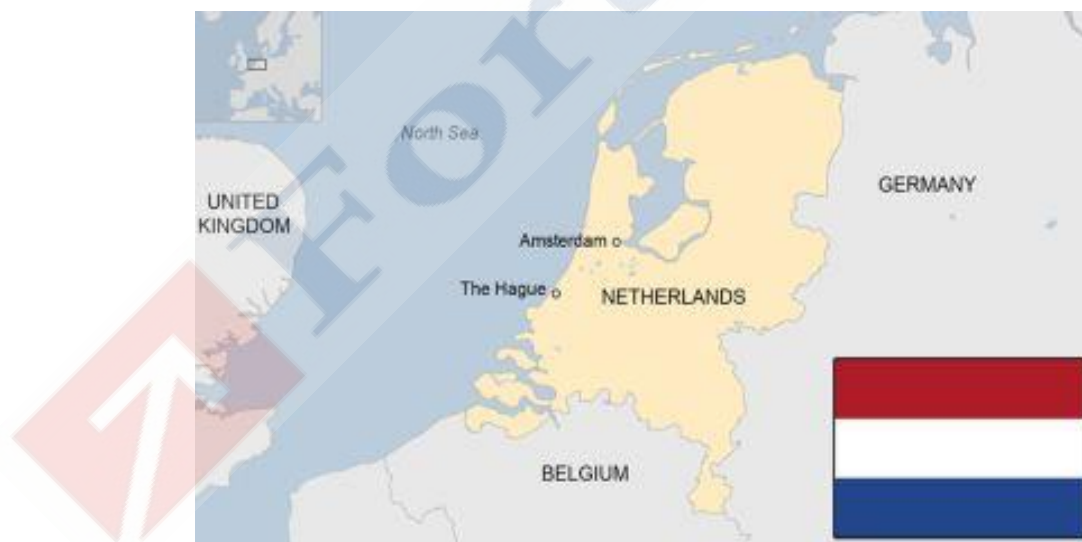 North Sea
UNITED
KINGDOM
GERMANY
Amsterdam
The Hague
NETHERLANDS
BELGIUM